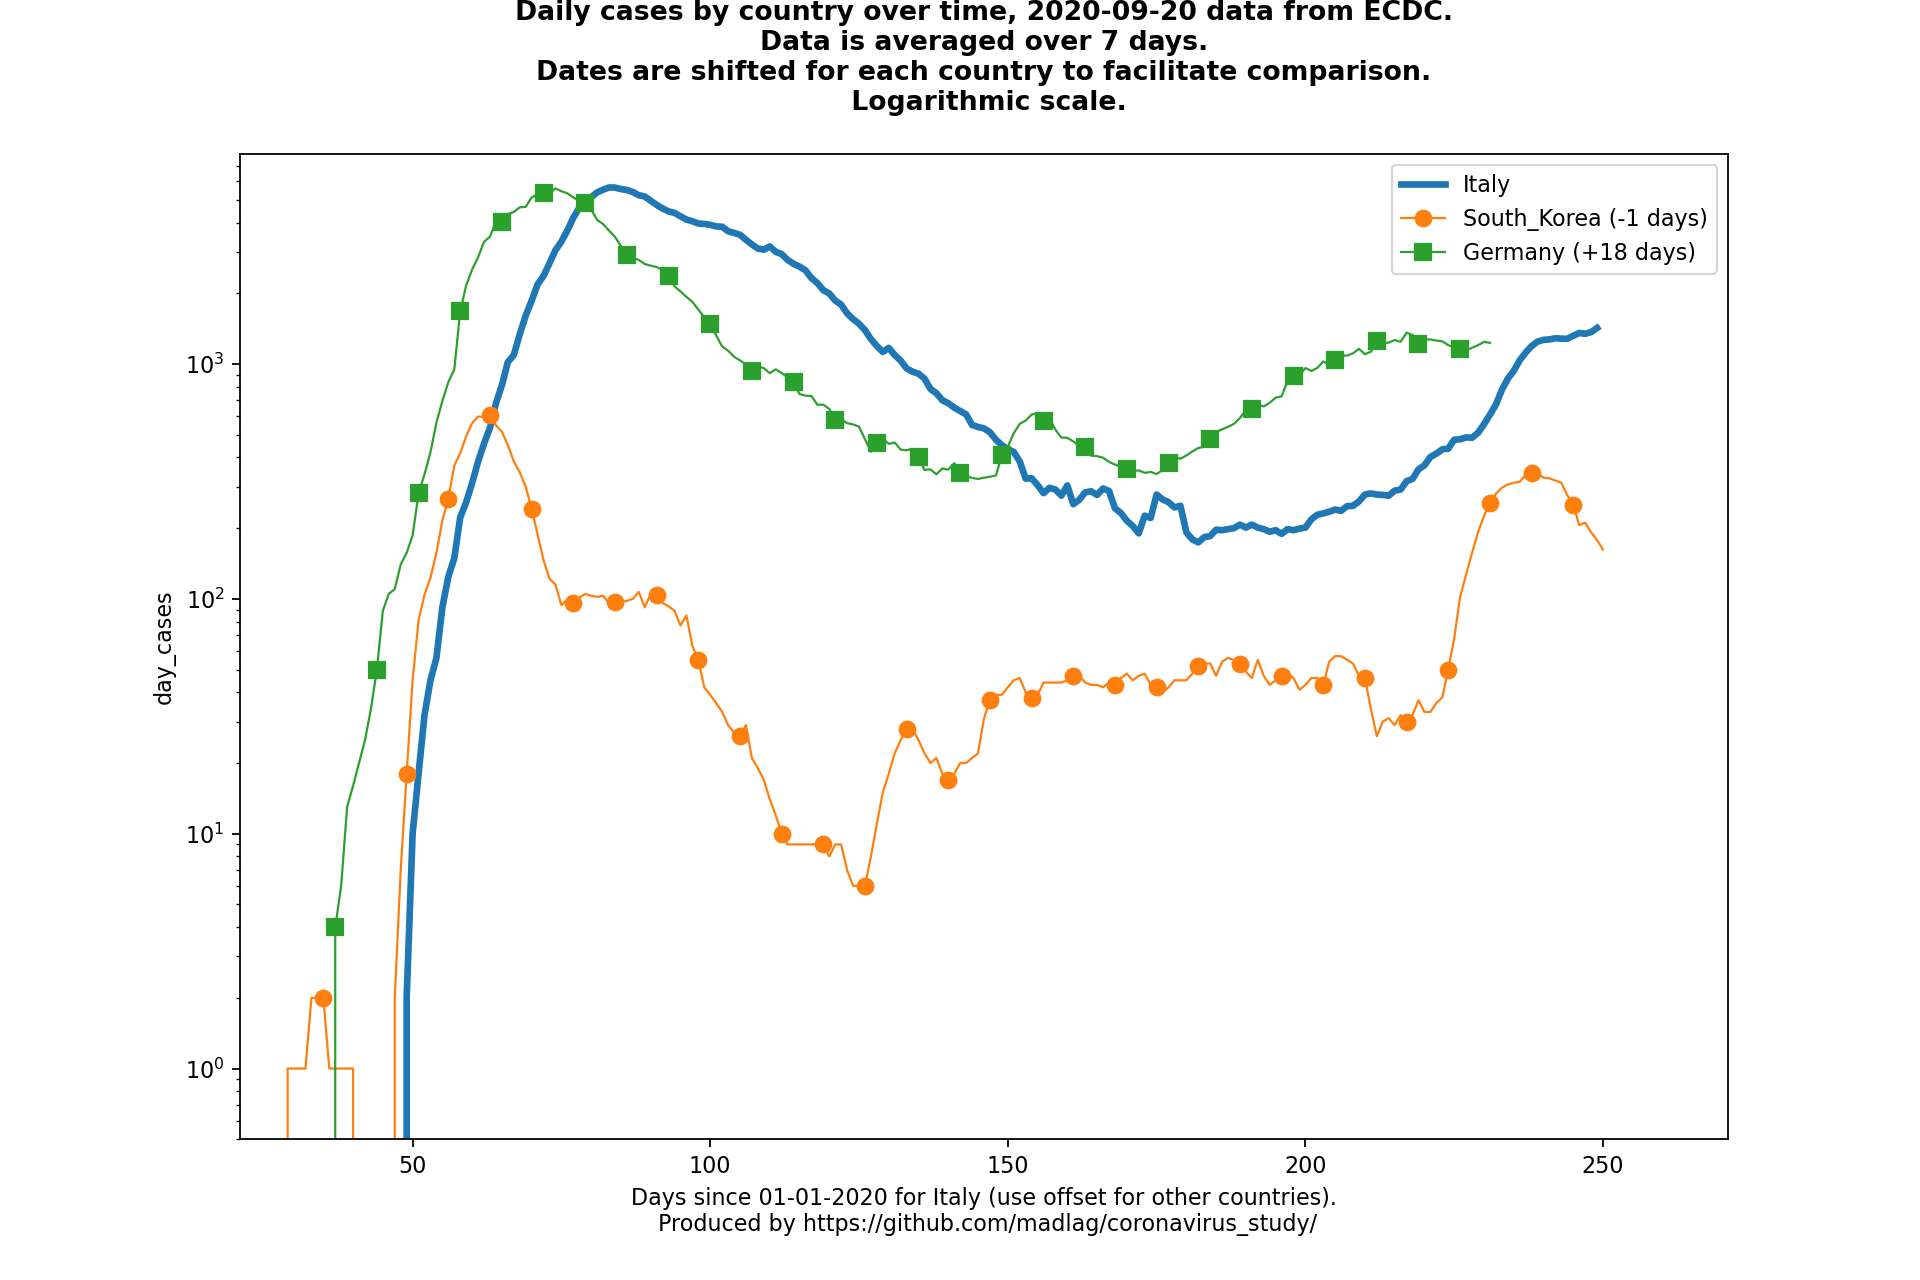 Daily cases by country over time, 2020-09-20 data from ECDC.
Data is averaged over 7 days.
Dates are shifted for each country to facilitate comparison.
Logarithmic scale.
Italy
South_Korea (-1 days)
Germany (+18 days)
day_cases
10³
10²
10¹
10⁰
50 100 150 200 250
Days since 01-01-2020 for Italy (use offset for other countries).
Produced by https://github.com/madlag/coronavirus_study/